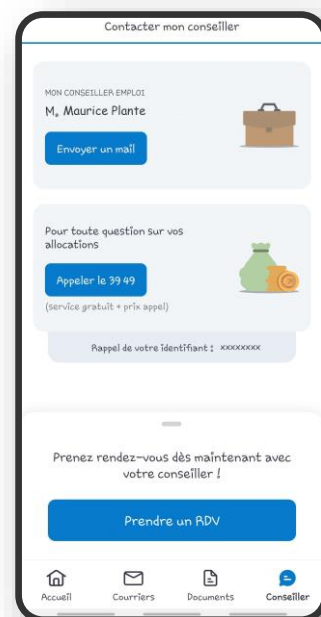 Contacter mon conseiller
MON CONSEILLER EMPLOI
M. Maurice Plante
Envoyer un mail
Pour toute question sur vos
allocations
Appeler le 39 49
(service gratuit + prix appel)
Rappel de votre identifiant : xxxxxxxx
Prenez rendez-vous dès maintenant avec
votre conseiller !
Prendre un RDV
Accueil
Courriers
Documents
Conseiller